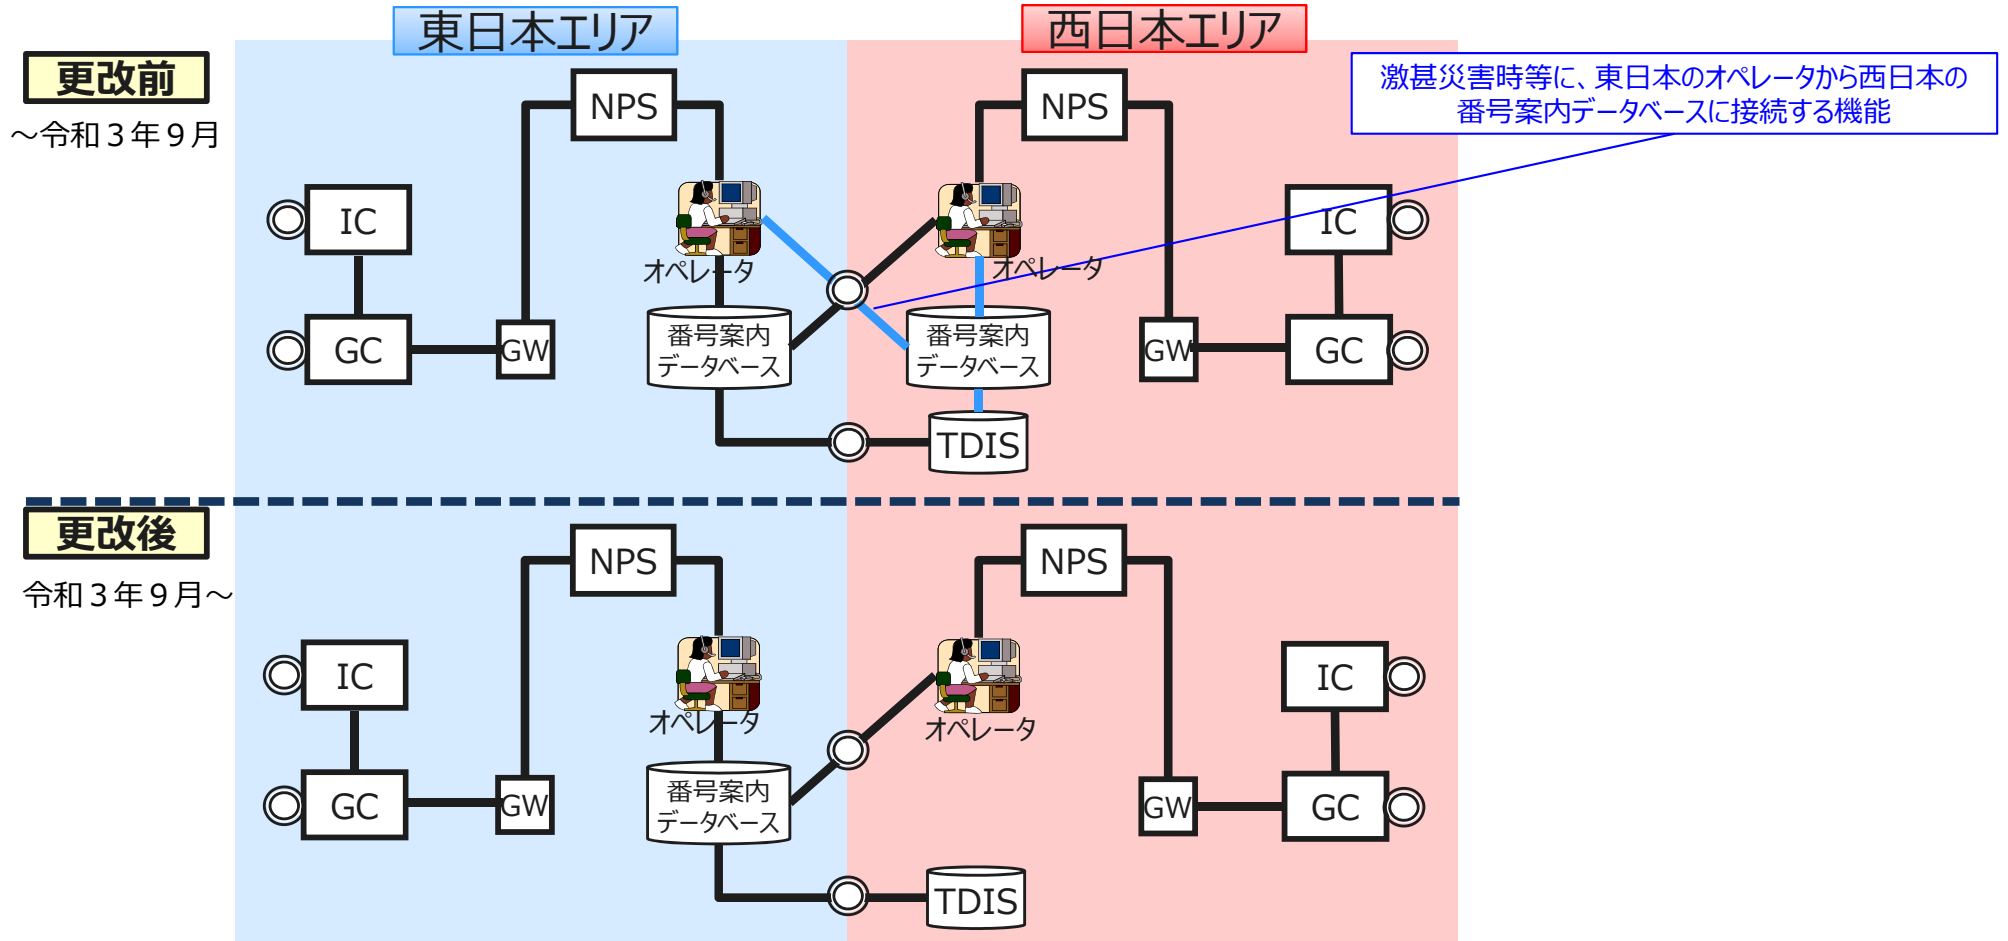 東日本エリア
西日本エリア
更改前
～令和３年９月
激甚災害時等に、東日本のオペレータから西日本の
番号案内データベースに接続する機能
NPS
NPS
IC
オペレータ
オペレータ
IC
GC
GW
番号案内
データベース
番号案内
データベース
GW
GC
TDIS
更改後
令和３年９月～
NPS
NPS
IC
オペレータ
オペレータ
IC
GC
GW
番号案内
データベース
GW
GC
TDIS